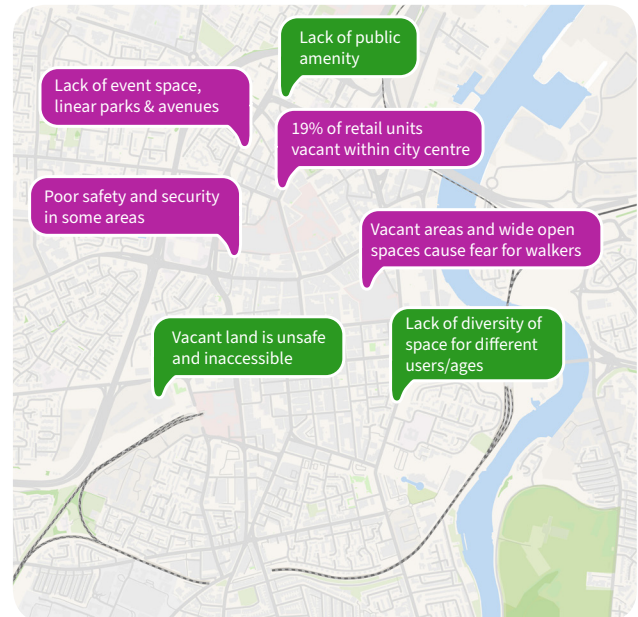 Lack of public
amenity
Lack of event space,
linear parks & avenues
19% of retail units
vacant within city centre
Poor safety and security
in some areas
Vacant areas and wide open
spaces cause fear for walkers
Vacant land is unsafe
and inaccessible
Lack of diversity of
space for different
users/ages